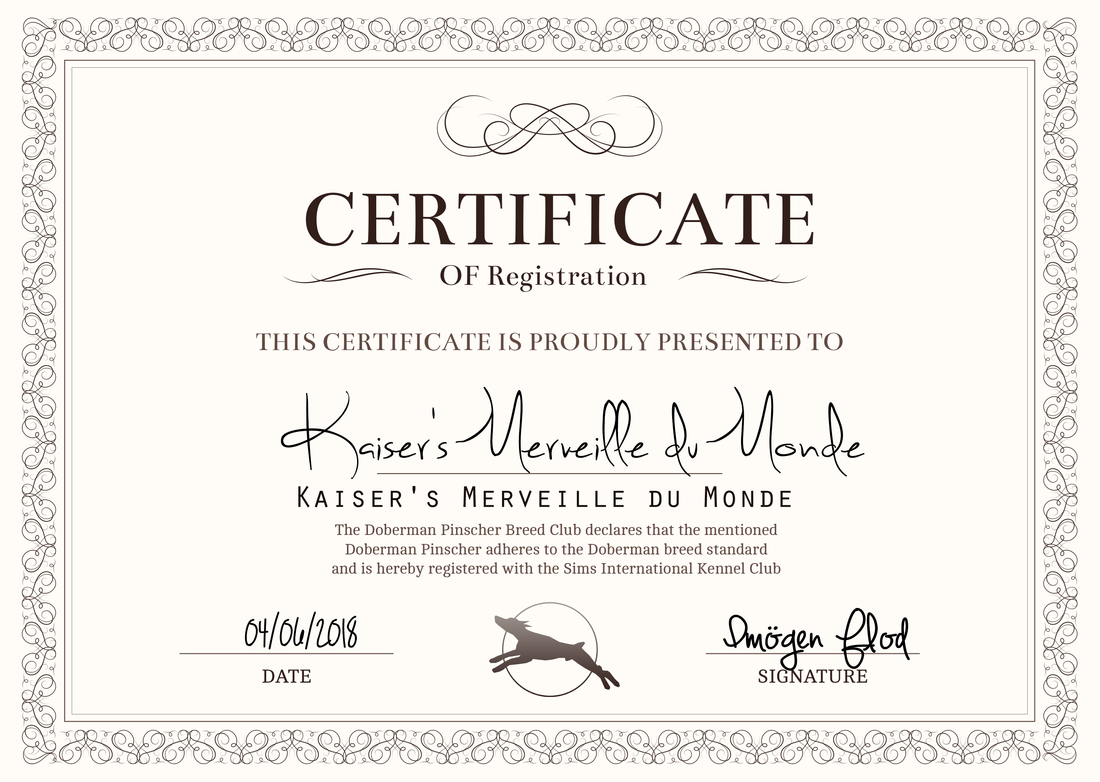 CERTIFICATE
OF Registration
THIS CERTIFICATE IS PROUDLY PRESENTED TO
Kaiser's Merveille du Monde
KAISER'S MERVEILLE DU MONDE
The Doberman Pinscher Breed Club declares that the mentioned
Doberman Pinscher adheres to the Doberman breed standard
and is hereby registered with the Sims International Kennel Club
04/06/2018
Imögen Flod
DATE
SIGNATURE